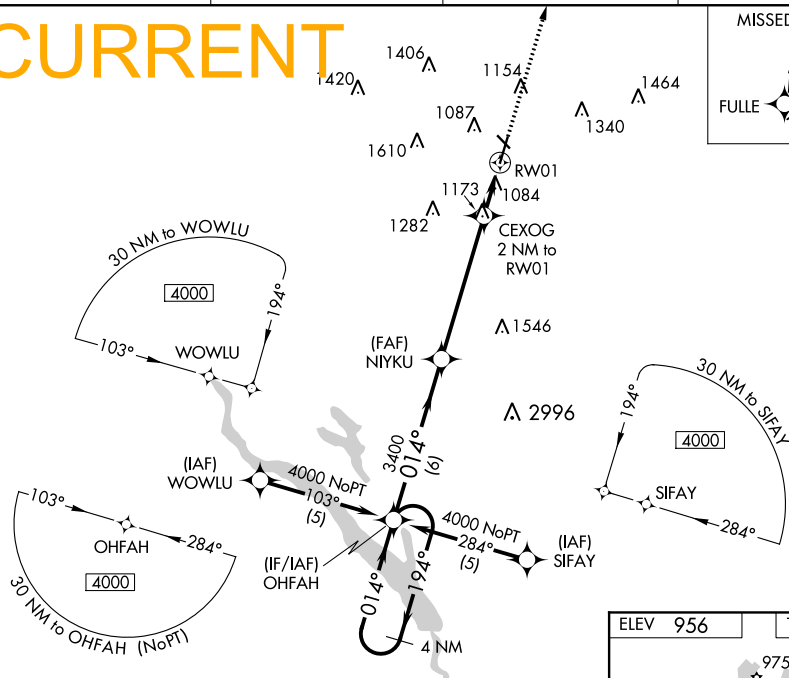 CURRENT
MISSED
FULLE
1420
1406
1154
1464
1087
1340
1610
RW01
1173
1084
1282
CEXOG
2 NM to
RW01
30 NM to WOWLU
4000
194°
103°
WOWLU
1546
(FAF)
NIYKU
2996
30 NM to SIFAY
194°
4000
SIFAY
284°
(IAF)
WOWLU
4000 NoPT
103°
(5)
3400
014°
(6)
4000 NoPT
284°
(5)
(IAF)
SIFAY
(IF/IAF)
OHFAH
014°
194°
4 NM
103°
OHFAH
284°
4000
30 NM to OHFAH (NoPT)
ELEV 956
975